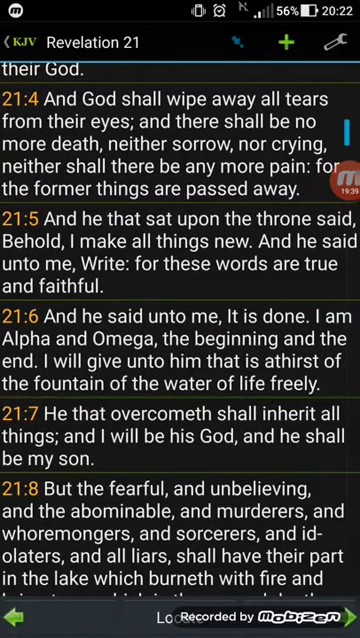 56% 20:22
KJV Revelation 21
their God.
21:4 And God shall wipe away all tears
from their eyes; and there shall be no
more death, neither sorrow, nor crying,
neither shall there be any more pain: for
the former things are passed away.
19:39
21:5 And he that sat upon the throne said,
Behold, I make all things new. And he said
unto me, Write: for these words are true
and faithful.
21:6 And he said unto me, It is done. I am
Alpha and Omega, the beginning and the
end. I will give unto him that is athirst of
the fountain of the water of life freely.
21:7 He that overcometh shall inherit all
things; and I will be his God, and he shall
be my son.
21:8 But the fearful, and unbelieving,
and the abominable, and murderers, and
whoremongers, and sorcerers, and id-
olaters, and all liars, shall have their part
in the lake which burneth with fire and
Recorded by mobizen